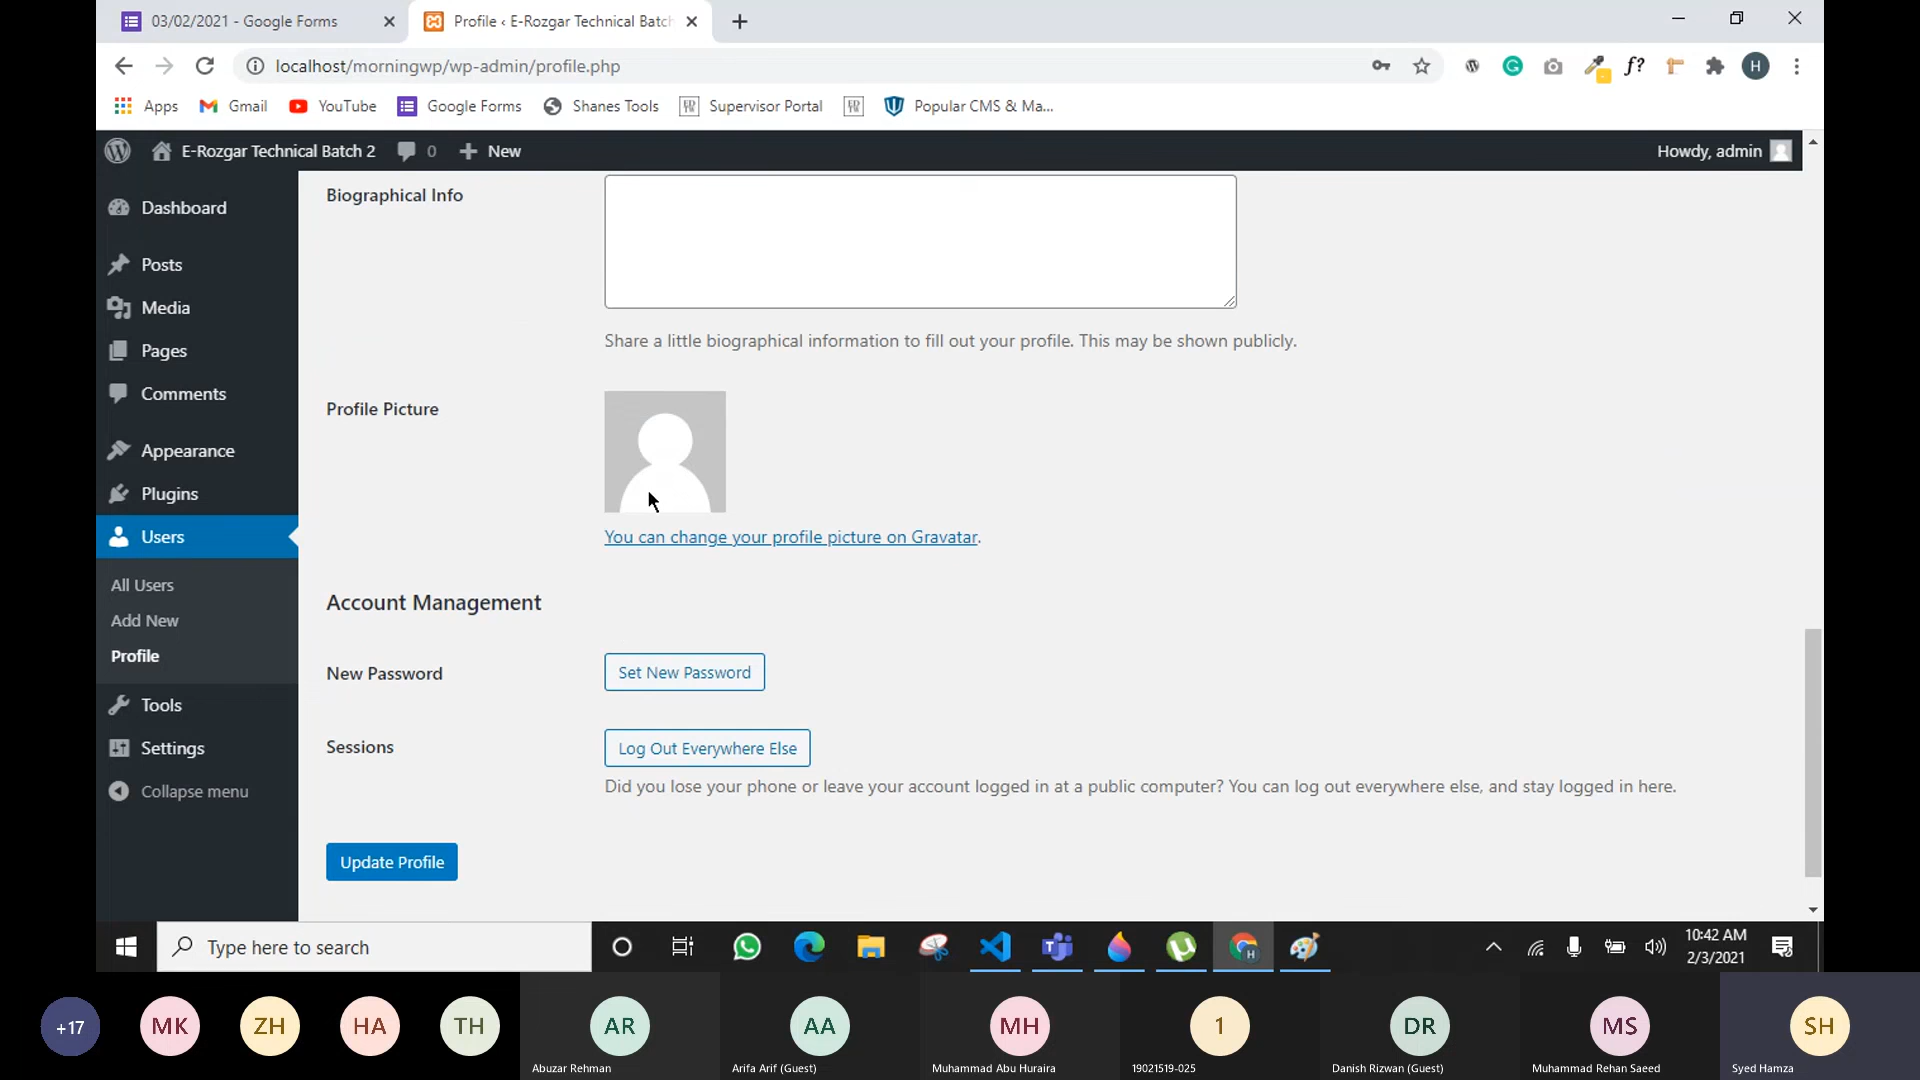 03/02/2021 - Google Forms
Profile ‹ E-Rozgar Technical Batch
localhost/morningwp/wp-admin/profile.php
f?
H
Apps
Gmail
YouTube
Google Forms
Shanes Tools
Supervisor Portal
Popular CMS & Ma...
E-Rozgar Technical Batch 2
0
New
Howdy, admin
Dashboard
Posts
Media
Pages
Comments
Appearance
Plugins
Users
All Users
Add New
Profile
Tools
Settings
Collapse menu
Biographical Info
Share a little biographical information to fill out your profile. This may be shown publicly.
Profile Picture
You can change your profile picture on Gravatar.
Account Management
New Password
Set New Password
Sessions
Log Out Everywhere Else
Did you lose your phone or leave your account logged in at a public computer? You can log out everywhere else, and stay logged in here.
Update Profile
Type here to search
10:42 AM
2/3/2021
+17
MK
ZH
HA
TH
AR
Abuzar Rehman
AA
Arifa Arif (Guest)
MH
Muhammad Abu Huraira
1
19021519-025
DR
Danish Rizwan (Guest)
MS
Muhammad Rehan Saeed
SH
Syed Hamza